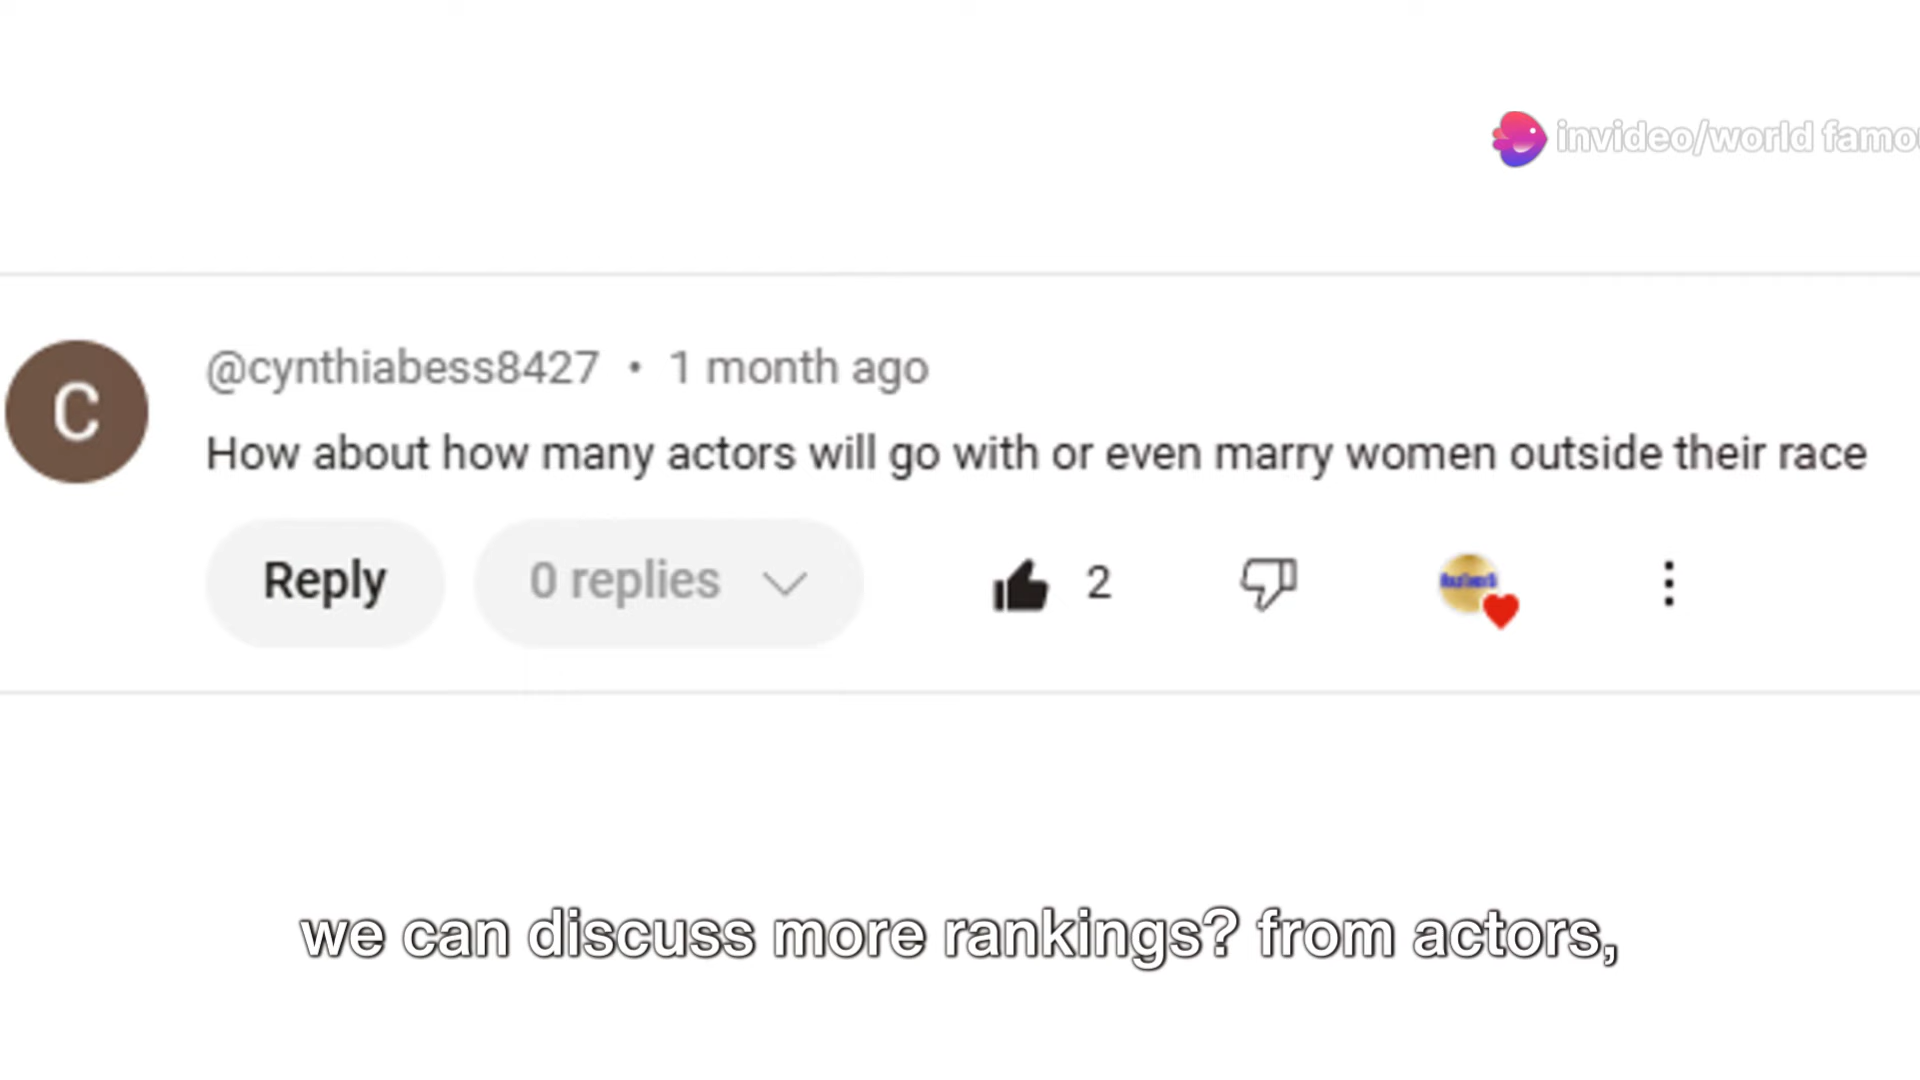 invideo/world famo
C
@cynthiabess8427 • 1 month ago
How about how many actors will go with or even marry women outside their race
Reply
0 replies
2
we can discuss more rankings? from actors,